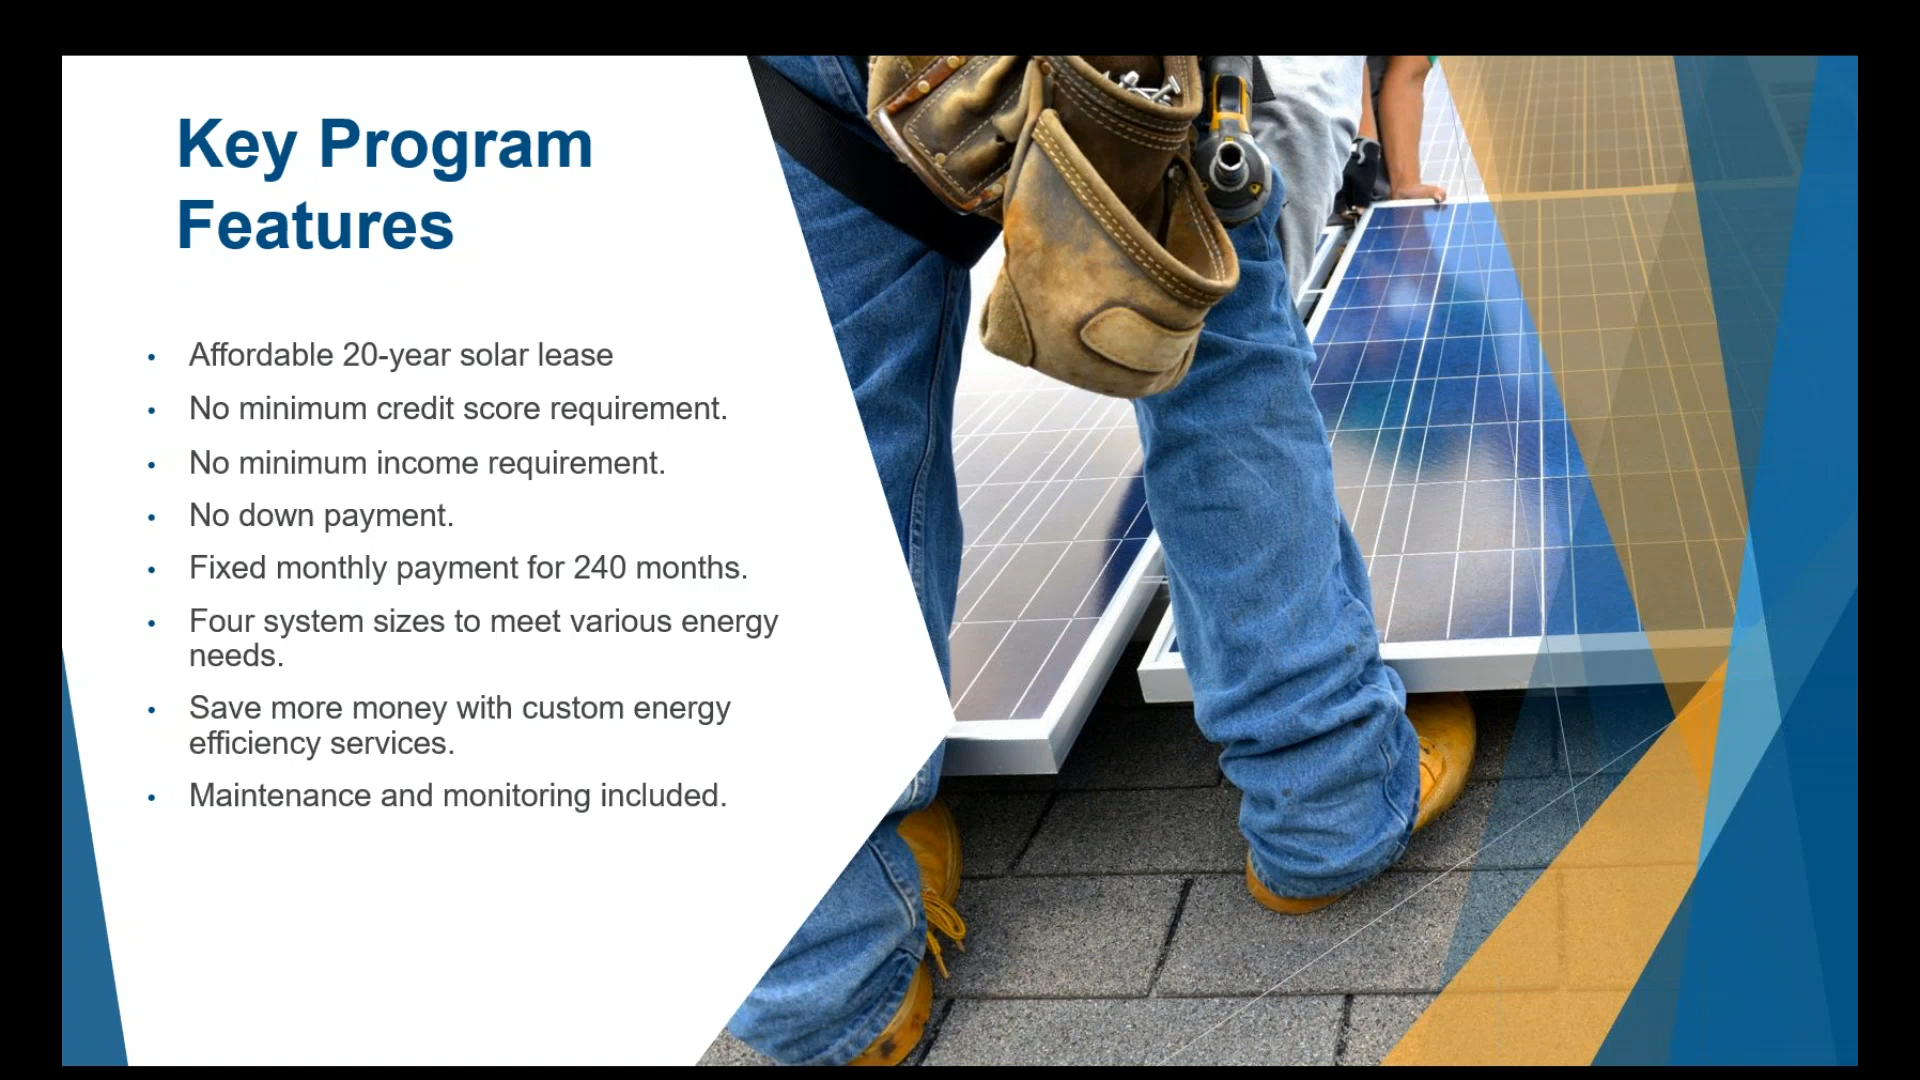 Key Program
Features
• Affordable 20-year solar lease
• No minimum credit score requirement.
• No minimum income requirement.
• No down payment.
• Fixed monthly payment for 240 months.
• Four system sizes to meet various energy
needs.
• Save more money with custom energy
efficiency services.
• Maintenance and monitoring included.